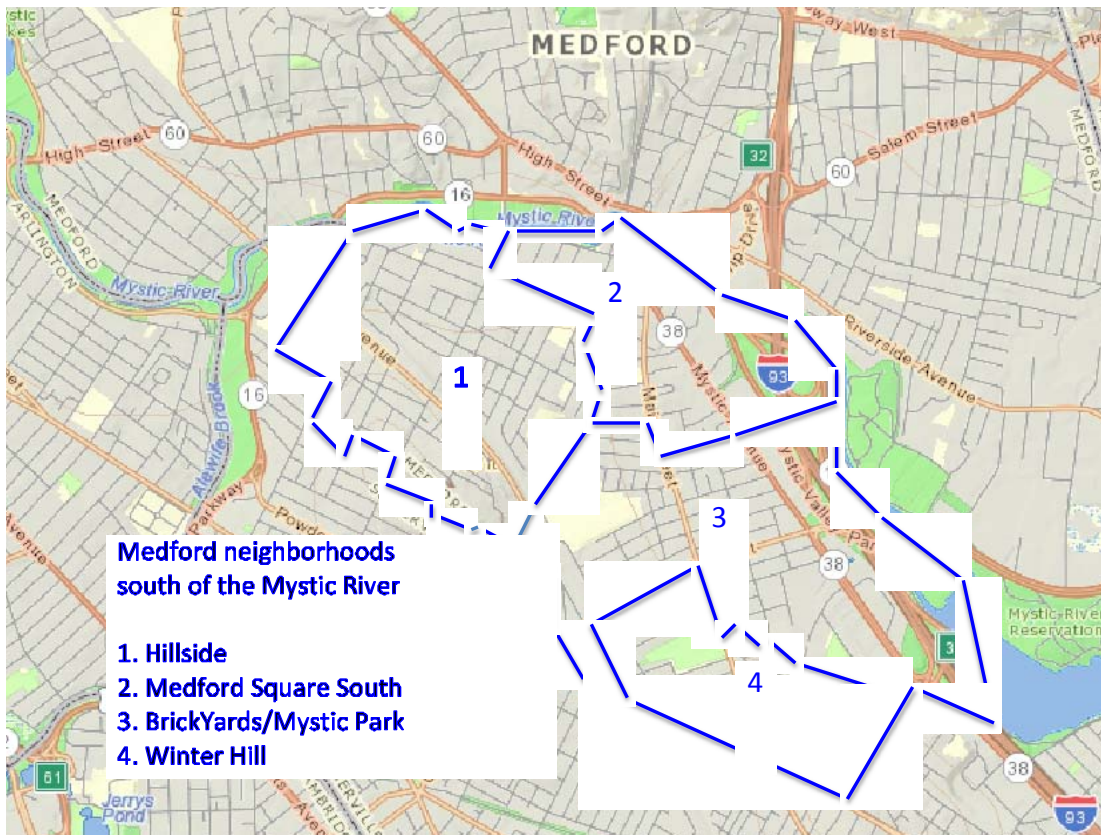 MEDFORD
60
High Street
60
High Street
16
Mystic River
32
Salem Street
60
MEDFORD
MEDFORD
ARLINGTON
Mystic River
16
Alewife Brook
Parkway
2
38
93
Riverside Avenue
1
3
38
Medford neighborhoods
south of the Mystic River
1. Hillside
2. Medford Square South
3. BrickYards/Mystic Park
4. Winter Hill
4
Mystic River
Reservation
61
Jerrys
Pond
38
93